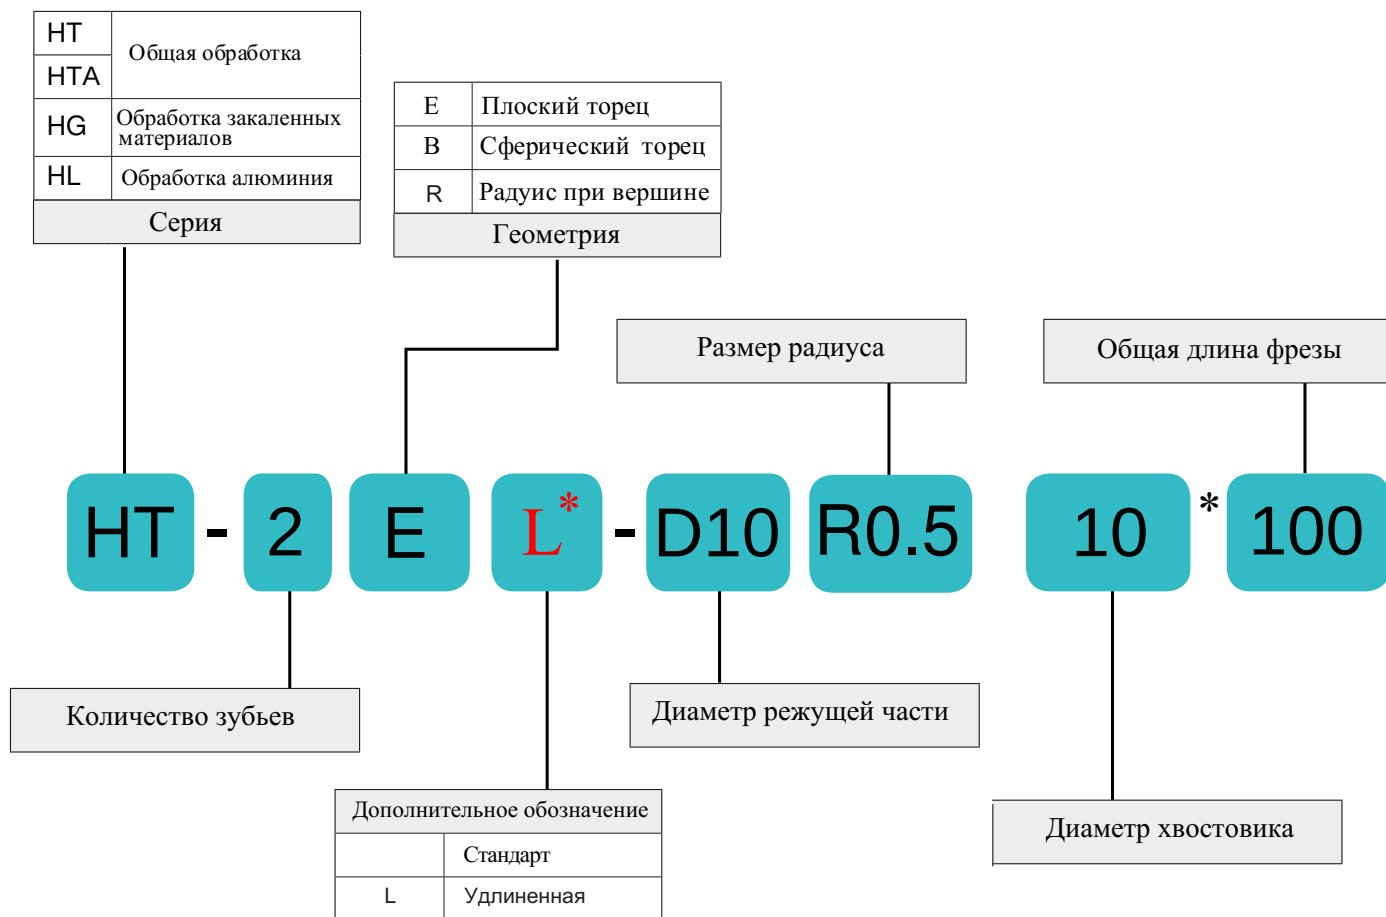 HT
Общая обработка
HTA
HG
Обработка закаленных
материалов
HL
Обработка алюминия
Серия
E
Плоский торец
B
Сферический торец
R
Радуис при вершине
Геометрия
Размер радиуса
Общая длина фрезы
HT - 2 E L* - D10 R0.5 10 * 100
Количество зубьев
Диаметр режущей части
Дополнительное обозначение
Стандарт
L
Удлиненная
Диаметр хвостовика